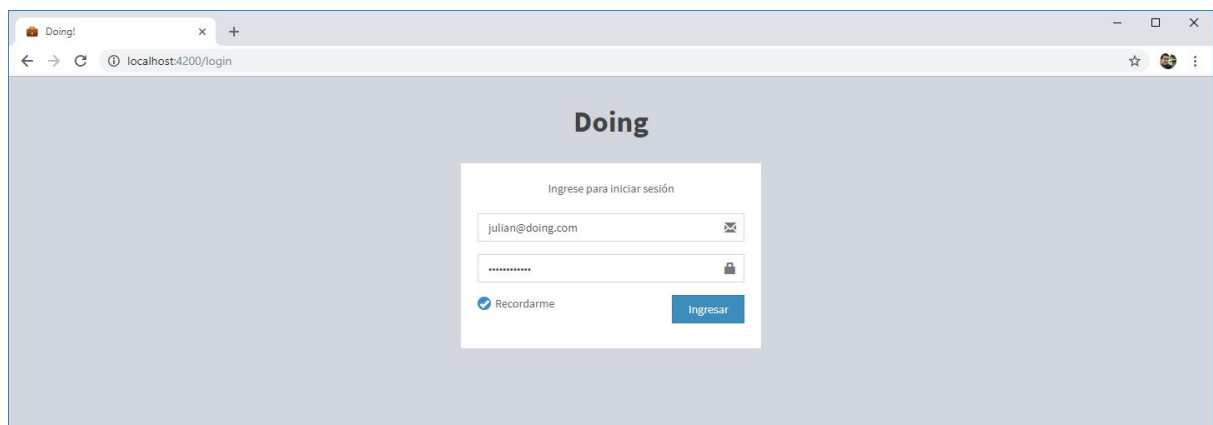 Doing!
localhost:4200/login
Doing
Ingrese para iniciar sesión
julian@doing.com
••••••••••••
Recordarme
Ingresar